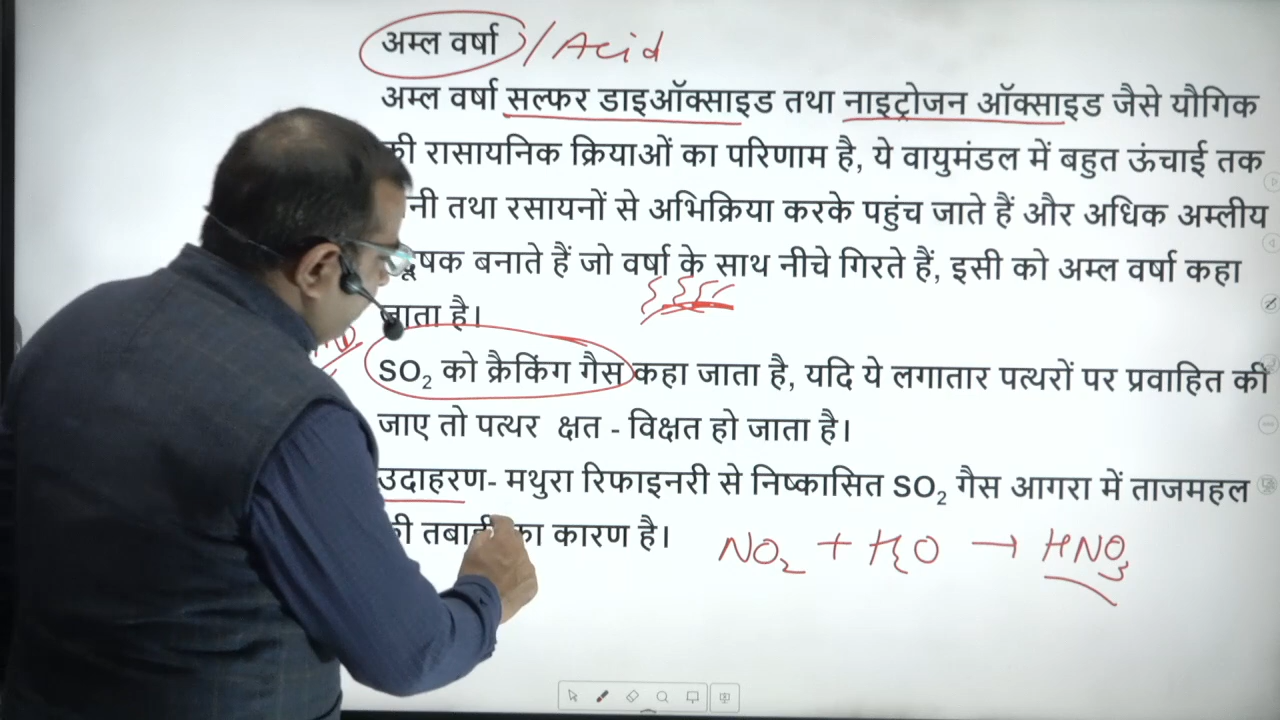 अम्ल वर्षा / Acid
अम्ल वर्षा सल्फर डाइऑक्साइड तथा नाइट्रोजन ऑक्साइड जैसे यौगिक
की रासायनिक क्रियाओं का परिणाम है, ये वायुमंडल में बहुत ऊंचाई तक
तथा रसायनों से अभिक्रिया करके पहुंच जाते हैं और अधिक अम्लीय
बनाते हैं जो वर्षा के साथ नीचे गिरते हैं, इसी को अम्ल वर्षा कहा
जाता है।
SO₂ को क्रैकिंग गैस कहा जाता है, यदि ये लगातार पत्थरों पर प्रवाहित की
जाए तो पत्थर क्षत - विक्षत हो जाता है।
उदाहरण- मथुरा रिफाइनरी से निष्कासित SO₂ गैस आगरा में ताजमहल
की तबाही का कारण है।
NO₂ + H₂O → HNO₃